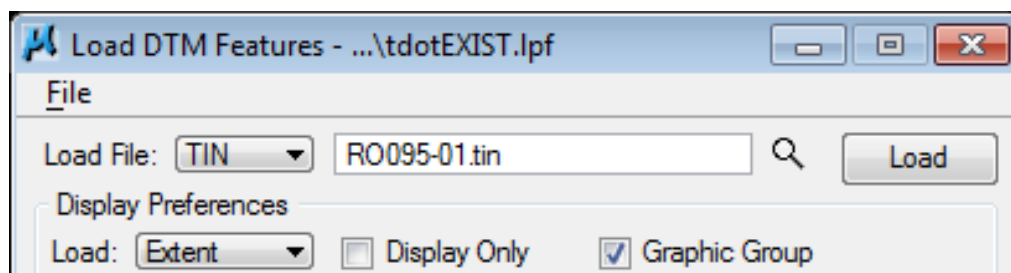 Load DTM Features - ...\tdotEXIST.lpf
File
Load File: TIN RO095-01.tin Load
Display Preferences
Load: Extent Display Only Graphic Group